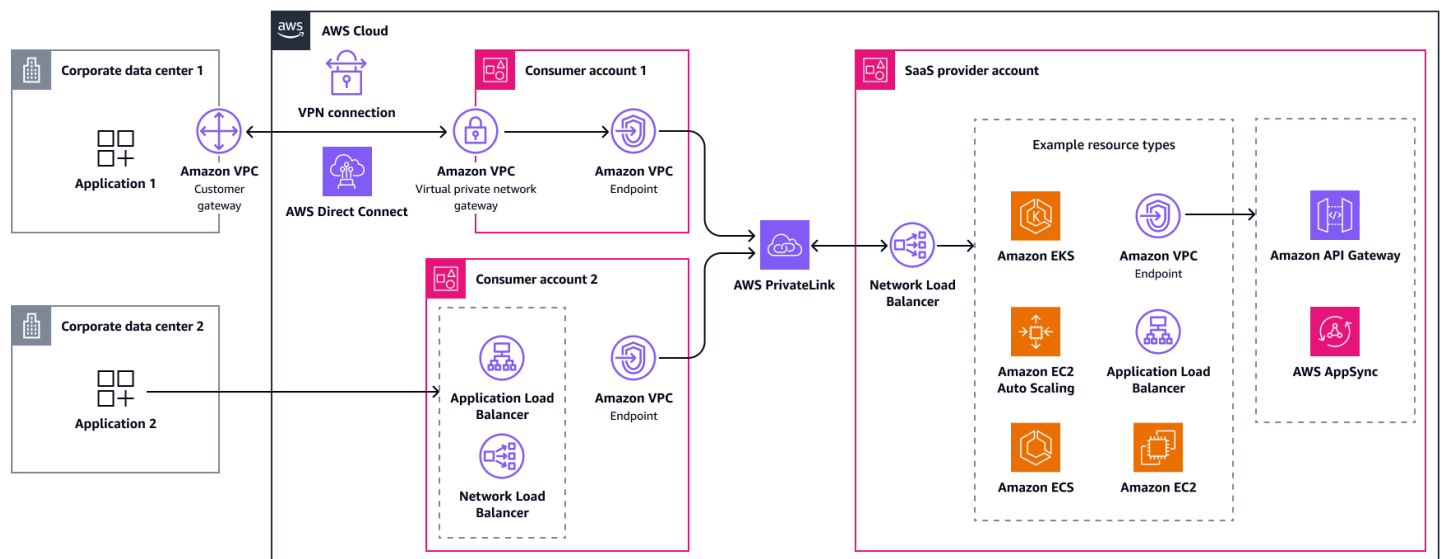 aws
AWS Cloud
Corporate data center 1
Application 1
Amazon VPC
Customer
gateway
VPN connection
AWS Direct Connect
Consumer account 1
Amazon VPC
Virtual private network
gateway
Amazon VPC
Endpoint
Corporate data center 2
Application 2
Consumer account 2
Application Load
Balancer
Network Load
Balancer
Amazon VPC
Endpoint
AWS PrivateLink
SaaS provider account
Network Load
Balancer
Example resource types
K
Amazon EKS
Amazon VPC
Endpoint
Amazon EC2
Auto Scaling
Application Load
Balancer
Amazon ECS
Amazon EC2
</>
Amazon API Gateway
AWS AppSync